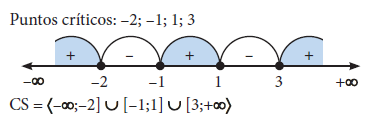 Puntos críticos: –2; –1; 1; 3
+ – + – +
–∞ –2 –1 1 3 +∞
CS = ⟨–∞;–2] ∪ [–1;1] ∪ [3;+∞⟩